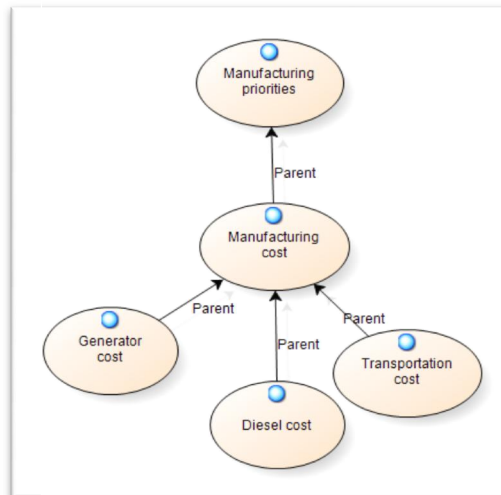 Manufacturing
priorities
Parent
Manufacturing
cost
Parent
Generator
cost
Parent
Parent
Transportation
cost
Diesel cost